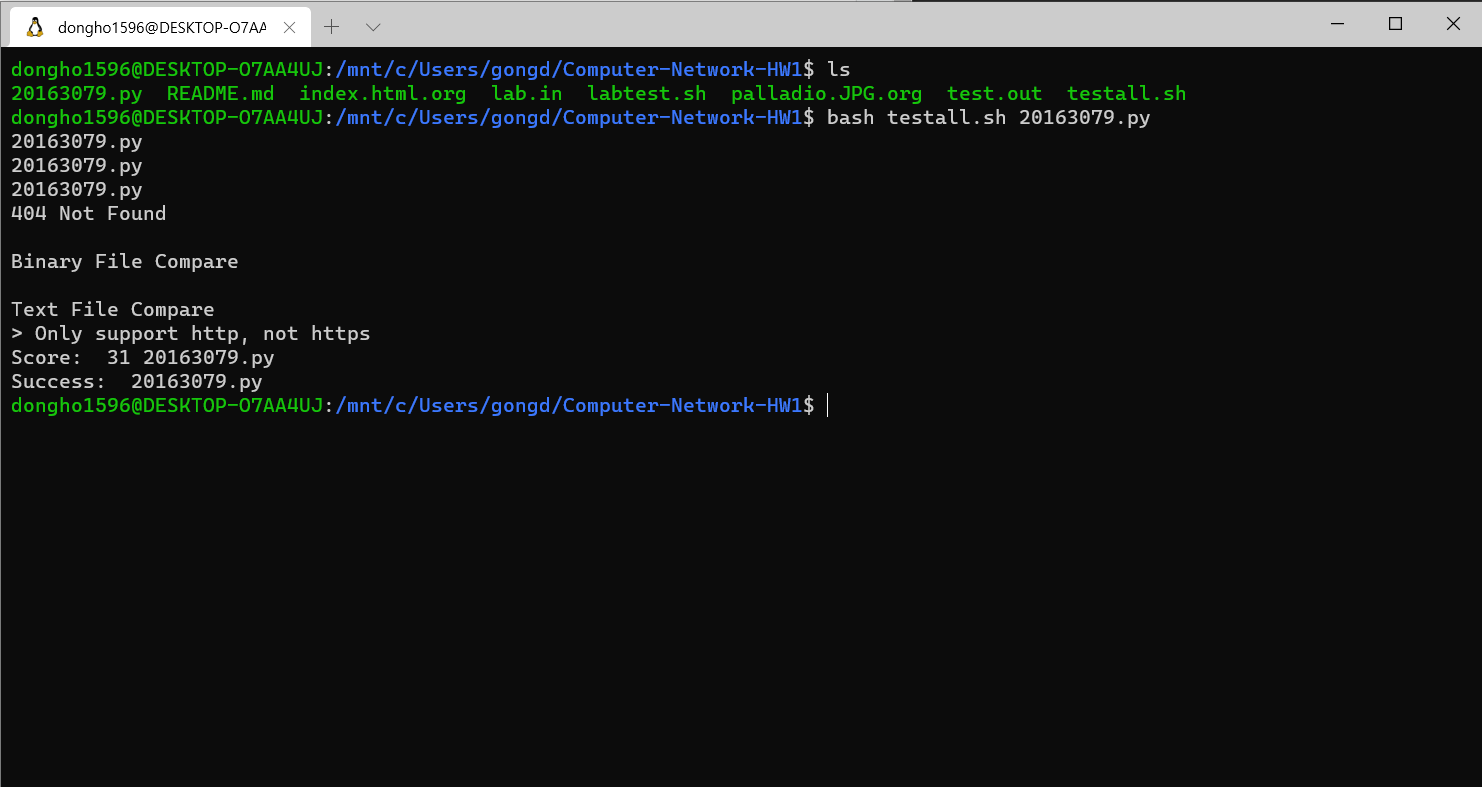 dongho1596@DESKTOP-O7AA
dongho1596@DESKTOP-O7AA4UJ:/mnt/c/Users/gongd/Computer-Network-HW1$ ls
20163079.py  README.md  index.html.org  lab.in  labtest.sh  palladio.JPG.org  test.out  testall.sh
dongho1596@DESKTOP-O7AA4UJ:/mnt/c/Users/gongd/Computer-Network-HW1$ bash testall.sh 20163079.py
20163079.py
20163079.py
20163079.py
404 Not Found
Binary File Compare
Text File Compare
> Only support http, not https
Score:  31 20163079.py
Success:  20163079.py
dongho1596@DESKTOP-O7AA4UJ:/mnt/c/Users/gongd/Computer-Network-HW1$